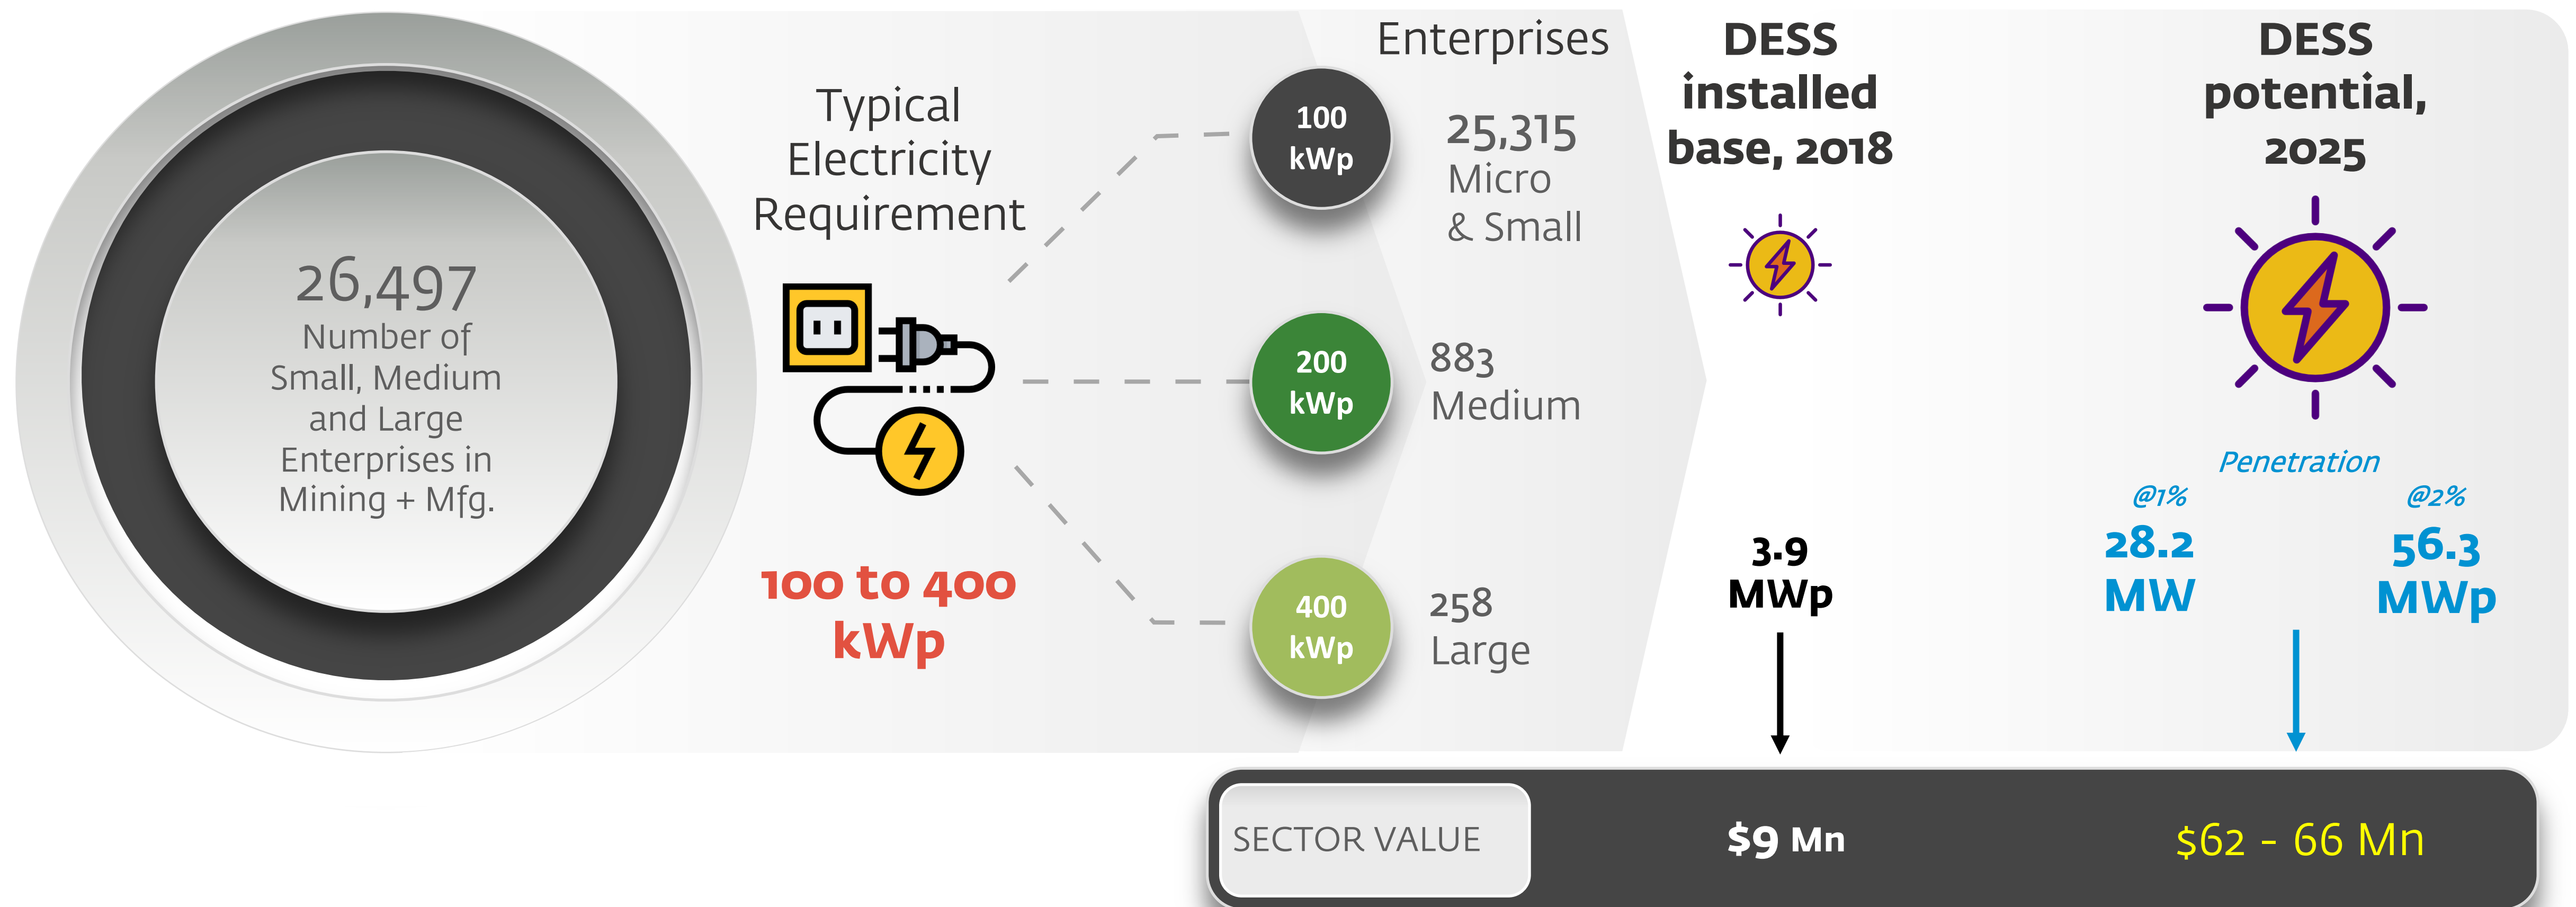 26,497
Number of
Small, Medium
and Large
Enterprises in
Mining + Mfg.
Typical
Electricity
Requirement
100 to 400
kWp
Enterprises
100
kWp
25,315
Micro
& Small
200
kWp
883
Medium
400
kWp
258
Large
DESS
installed
base, 2018
3.9
MWp
DESS
potential,
2025
Penetration
@1%
28.2
MW
@2%
56.3
MWp
SECTOR VALUE
$9 Mn
$62 - 66 Mn